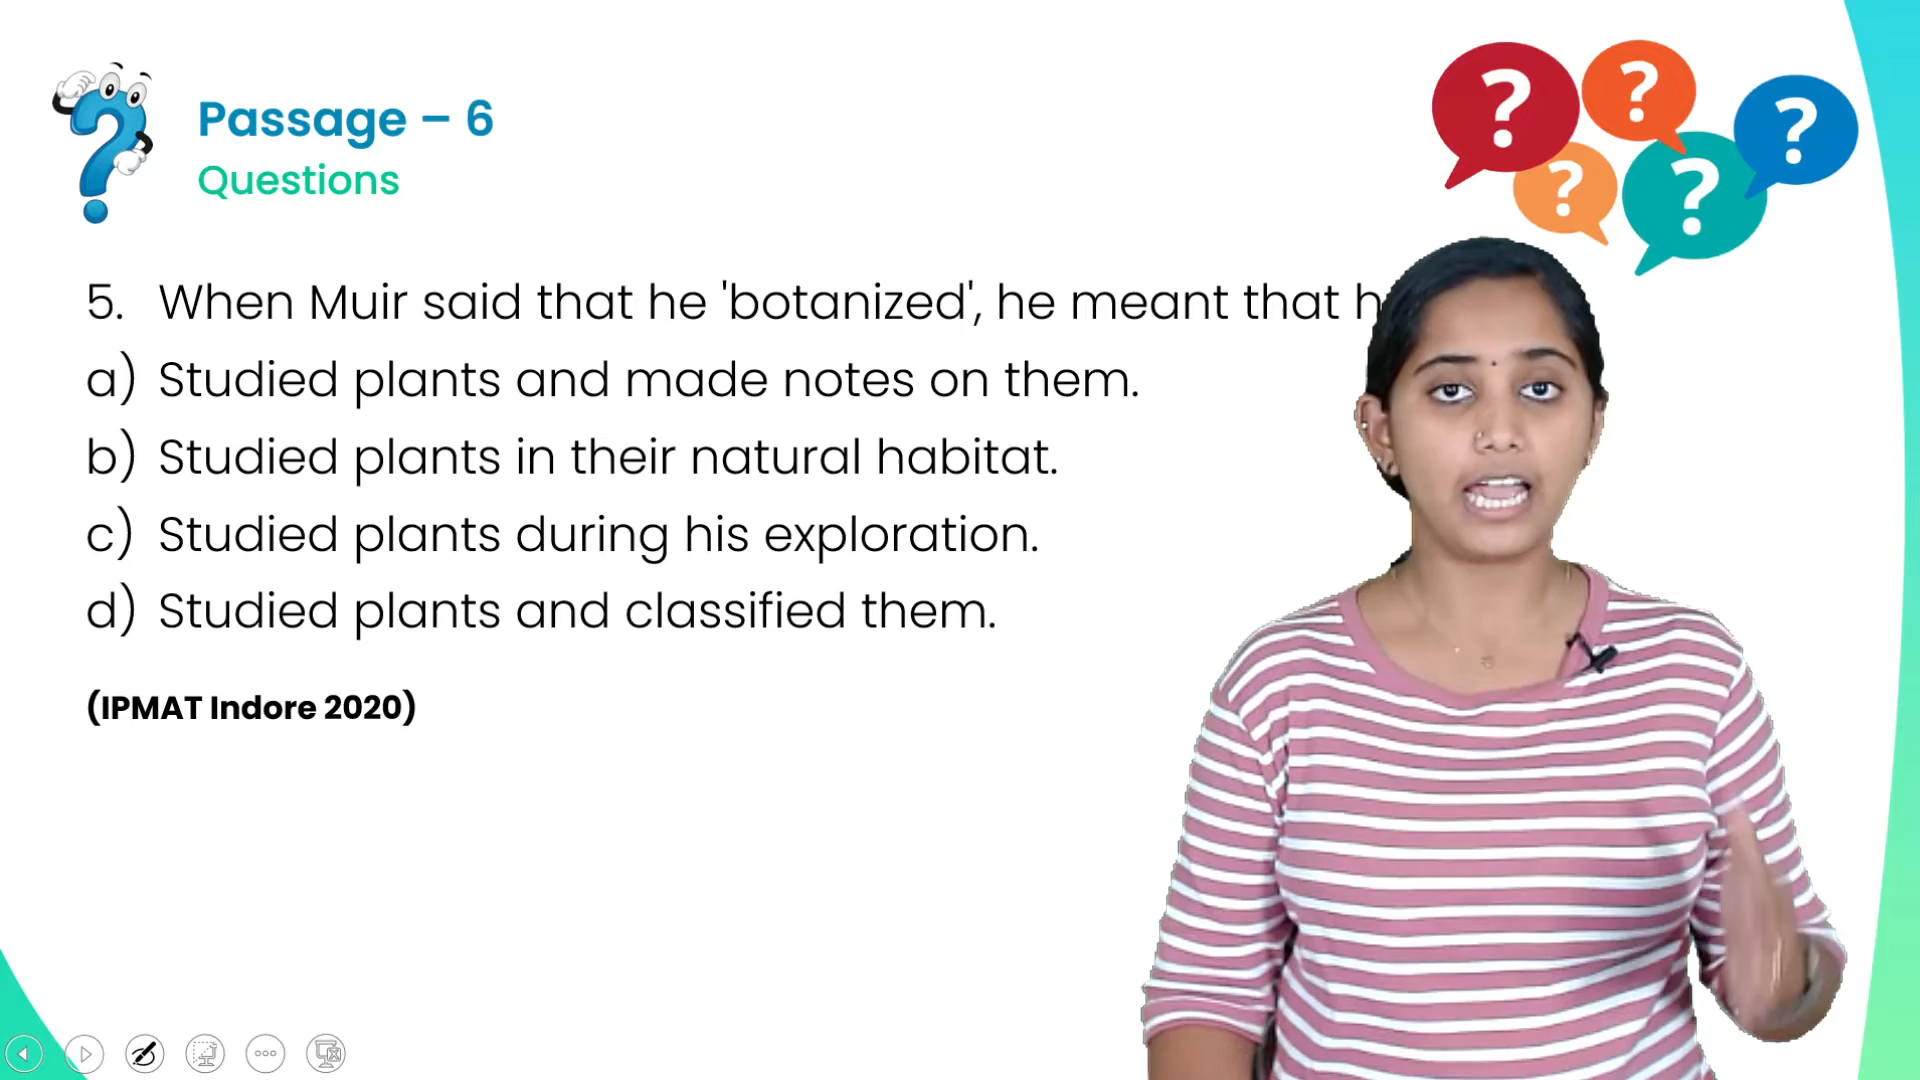 Passage – 6
Questions
5. When Muir said that he 'botanized', he meant that
a) Studied plants and made notes on them.
b) Studied plants in their natural habitat.
c) Studied plants during his exploration.
d) Studied plants and classified them.
(IPMAT Indore 2020)